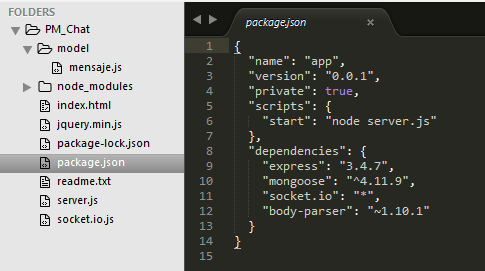 FOLDERS
PM_Chat
model
mensaje.js
node_modules
index.html
jquery.min.js
package-lock.json
package.json
readme.txt
server.js
socket.io.js
package.json ×
1 {
2 "name": "app",
3 "version": "0.0.1",
4 "private": true,
5 "scripts": {
6 "start": "node server.js"
7 },
8 "dependencies": {
9 "express": "3.4.7",
10 "mongoose": "^4.11.9",
11 "socket.io": "*",
12 "body-parser": "~1.10.1"
13 }
14 }
15